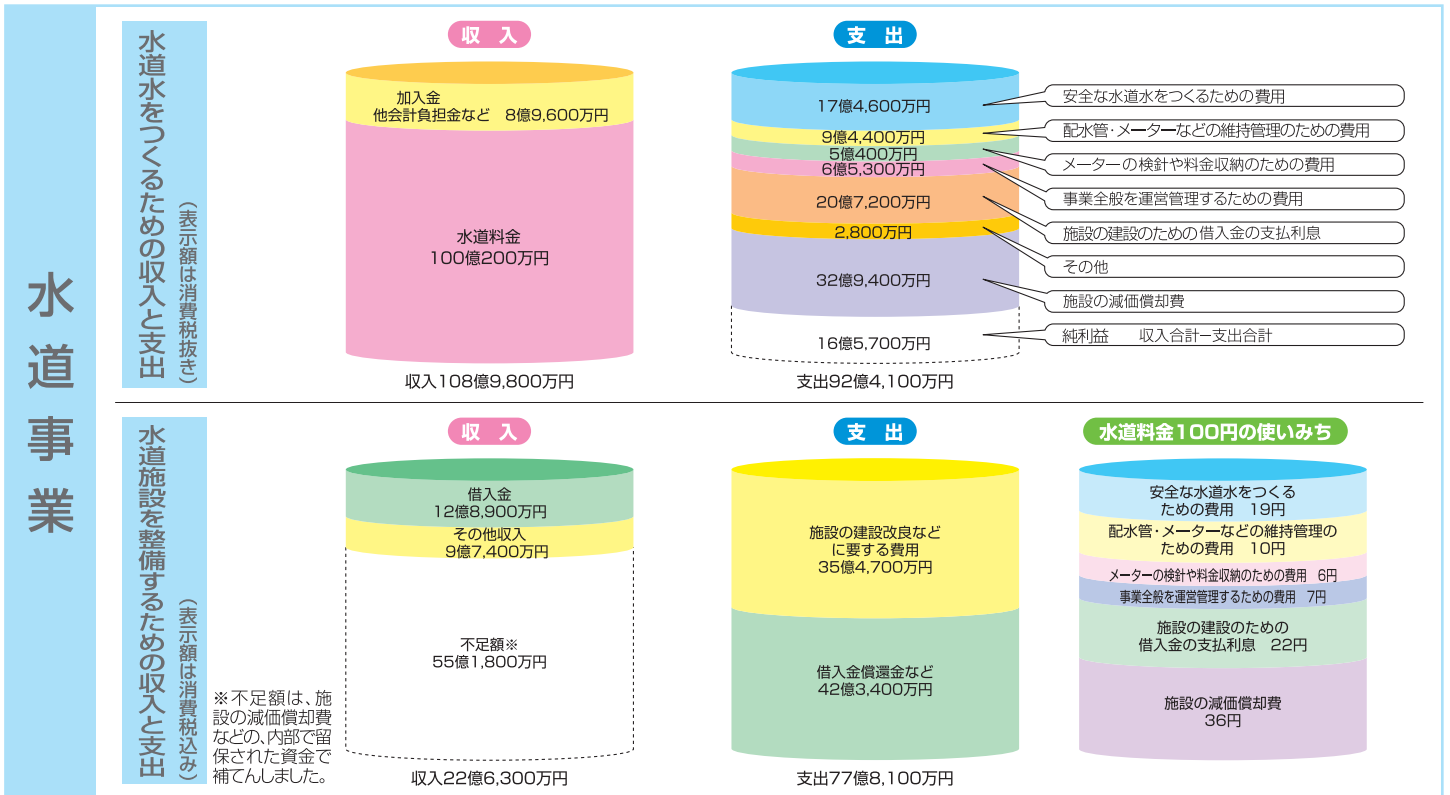 水道事業
水道水をつくるための収入と支出
（表示額は消費税抜き）
収　入
加入金
他会計負担金など　8億9,600万円
水道料金
100億200万円
収入108億9,800万円
支　出
17億4,600万円
9億4,400万円
5億400万円
6億5,300万円
20億7,200万円
2,800万円
32億9,400万円
16億5,700万円
支出92億4,100万円
安全な水道水をつくるための費用
配水管・メーターなどの維持管理のための費用
メーターの検針や料金収納のための費用
事業全般を運営管理するための費用
施設の建設のための借入金の支払利息
その他
施設の減価償却費
純利益　収入合計−支出合計
水道施設を整備するための収入と支出
（表示額は消費税込み）
収　入
借入金
12億8,900万円
その他収入
9億7,400万円
不足額※
55億1,800万円
収入22億6,300万円
※不足額は、施
設の減価償却費
などの、内部で留
保された資金で
補てんしました。
支　出
施設の建設改良など
に要する費用
35億4,700万円
借入金償還金など
42億3,400万円
支出77億8,100万円
水道料金100円の使いみち
安全な水道水をつくる
ための費用　19円
配水管・メーターなどの維持管理の
ための費用　10円
メーターの検針や料金収納のための費用　6円
事業全般を運営管理するための費用　7円
施設の建設のための
借入金の支払利息　22円
施設の減価償却費
36円